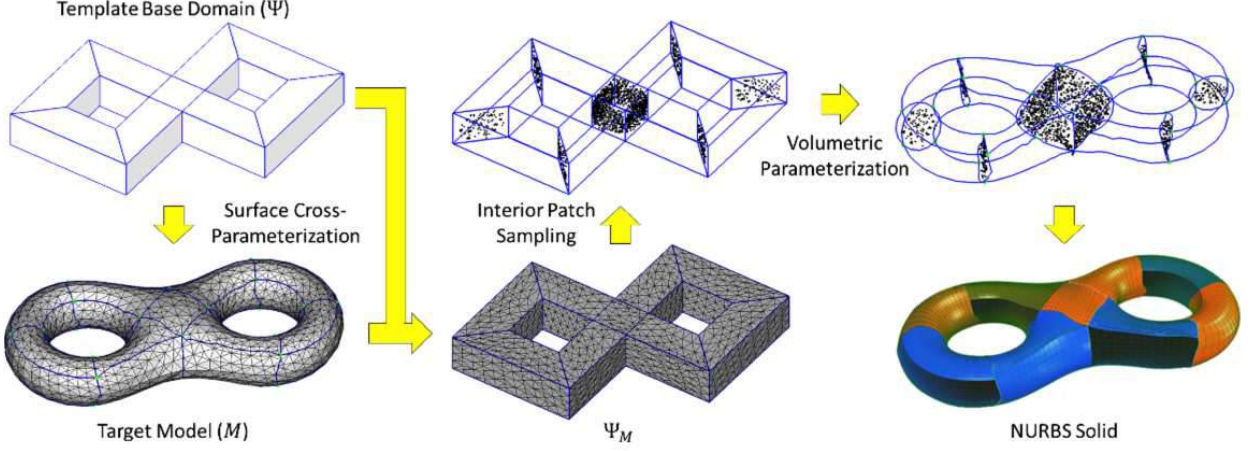 Template Base Domain (Ψ)
Surface Cross-
Parameterization
Target Model (M)
Interior Patch
Sampling
Ψ_M
Volumetric
Parameterization
NURBS Solid